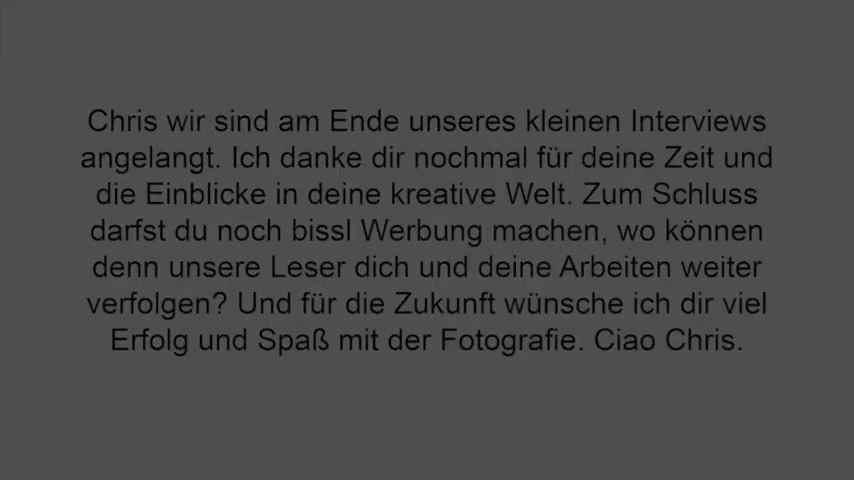 Chris wir sind am Ende unseres kleinen Interviews
angelangt. Ich danke dir nochmal für deine Zeit und
die Einblicke in deine kreative Welt. Zum Schluss
darfst du noch bissl Werbung machen, wo können
denn unsere Leser dich und deine Arbeiten weiter
verfolgen? Und für die Zukunft wünsche ich dir viel
Erfolg und Spaß mit der Fotografie. Ciao Chris.